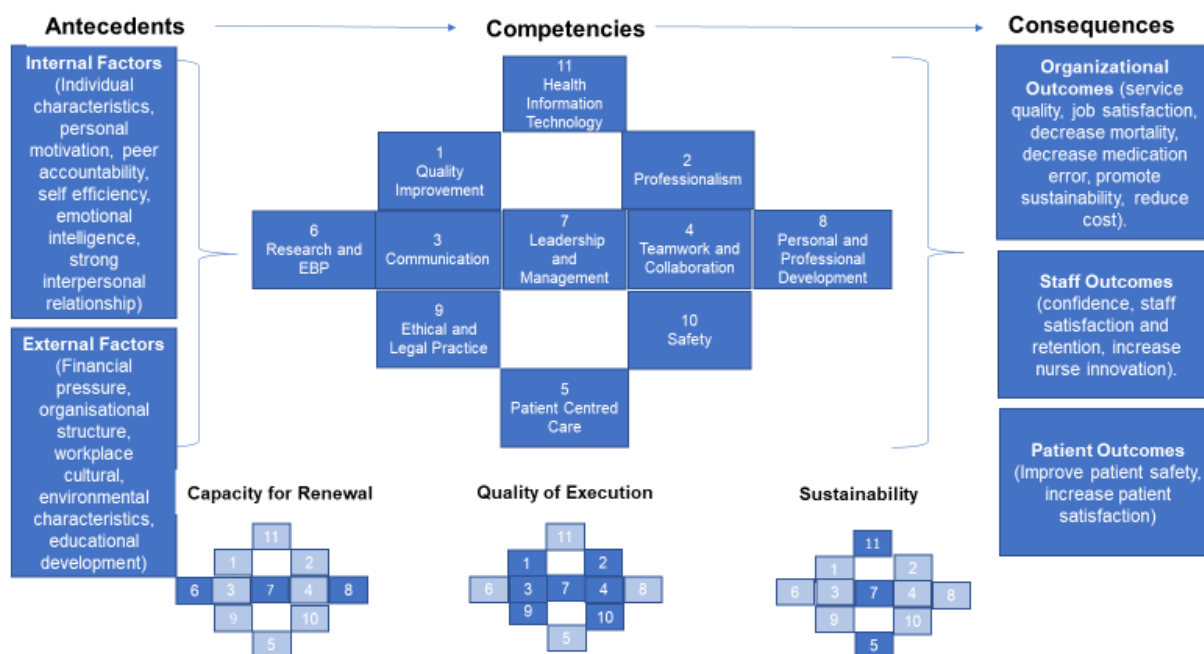 Antecedents
Competencies
Consequences
Internal Factors
(Individual
characteristics,
personal
motivation, peer
accountability,
self efficiency,
emotional
intelligence,
strong
interpersonal
relationship)
External Factors
(Financial
pressure,
organisational
structure,
workplace
cultural,
environmental
characteristics,
educational
development)
11
Health
Information
Technology
1
Quality
Improvement
2
Professionalism
6
Research and
EBP
3
Communication
7
Leadership
and
Management
4
Teamwork and
Collaboration
8
Personal and
Professional
Development
9
Ethical and
Legal Practice
10
Safety
5
Patient Centred
Care
Organizational
Outcomes (service
quality, job satisfaction,
decrease mortality,
decrease medication
error, promote
sustainability, reduce
cost).
Staff Outcomes
(confidence, staff
satisfaction and
retention, increase
nurse innovation).
Patient Outcomes
(Improve patient safety,
increase patient
satisfaction)
Capacity for Renewal
11
1 2
6 3 7 4 8
9 10
5
Quality of Execution
11
1 2
6 3 7 4 8
9 10
5
Sustainability
11
1 2
6 3 7 4 8
9 10
5